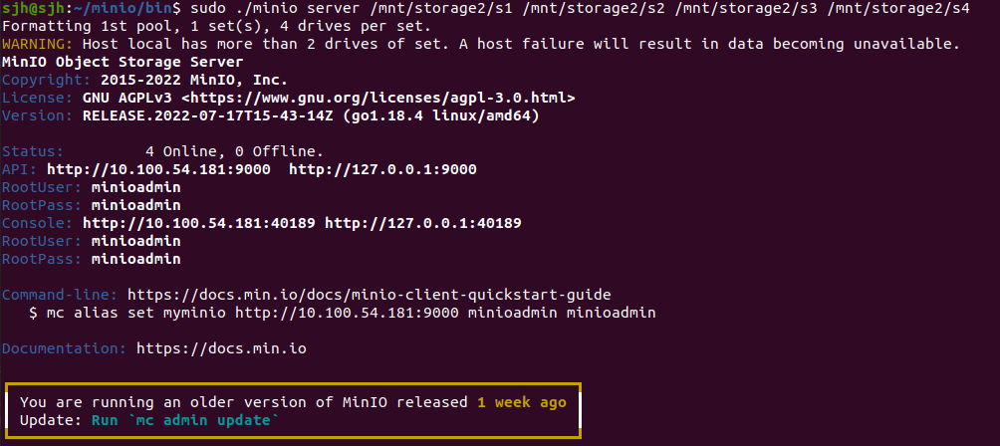 sjh@sjh:~/minio/bin$ sudo ./minio server /mnt/storage2/s1 /mnt/storage2/s2 /mnt/storage2/s3 /mnt/storage2/s4
Formatting 1st pool, 1 set(s), 4 drives per set.
WARNING: Host local has more than 2 drives of set. A host failure will result in data becoming unavailable.
MinIO Object Storage Server
Copyright: 2015-2022 MinIO, Inc.
License: GNU AGPLv3 <https://www.gnu.org/licenses/agpl-3.0.html>
Version: RELEASE.2022-07-17T15-43-14Z (go1.18.4 linux/amd64)
Status:         4 Online, 0 Offline.
API: http://10.100.54.181:9000  http://127.0.0.1:9000
RootUser: minioadmin
RootPass: minioadmin
Console: http://10.100.54.181:40189 http://127.0.0.1:40189
RootUser: minioadmin
RootPass: minioadmin
Command-line: https://docs.min.io/docs/minio-client-quickstart-guide
   $ mc alias set myminio http://10.100.54.181:9000 minioadmin minioadmin
Documentation: https://docs.min.io
You are running an older version of MinIO released 1 week ago
Update: Run `mc admin update`